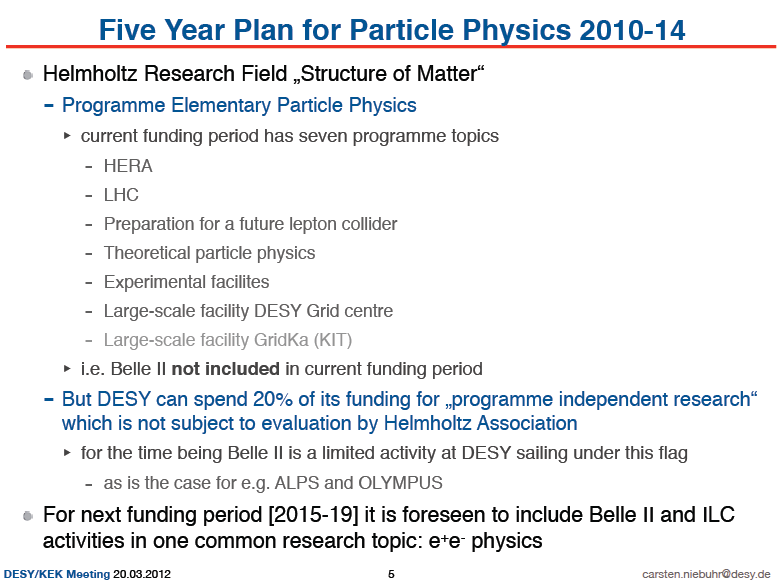 Five Year Plan for Particle Physics 2010-14
Helmholtz Research Field „Structure of Matter“
– Programme Elementary Particle Physics
‣ current funding period has seven programme topics
- HERA
- LHC
- Preparation for a future lepton collider
- Theoretical particle physics
- Experimental facilites
- Large-scale facility DESY Grid centre
- Large-scale facility GridKa (KIT)
‣ i.e. Belle II not included in current funding period
– But DESY can spend 20% of its funding for „programme independent research“
which is not subject to evaluation by Helmholtz Association
‣ for the time being Belle II is a limited activity at DESY sailing under this flag
- as is the case for e.g. ALPS and OLYMPUS
For next funding period [2015-19] it is foreseen to include Belle II and ILC
activities in one common research topic: e⁺e⁻ physics
DESY/KEK Meeting 20.03.2012 5 carsten.niebuhr@desy.de